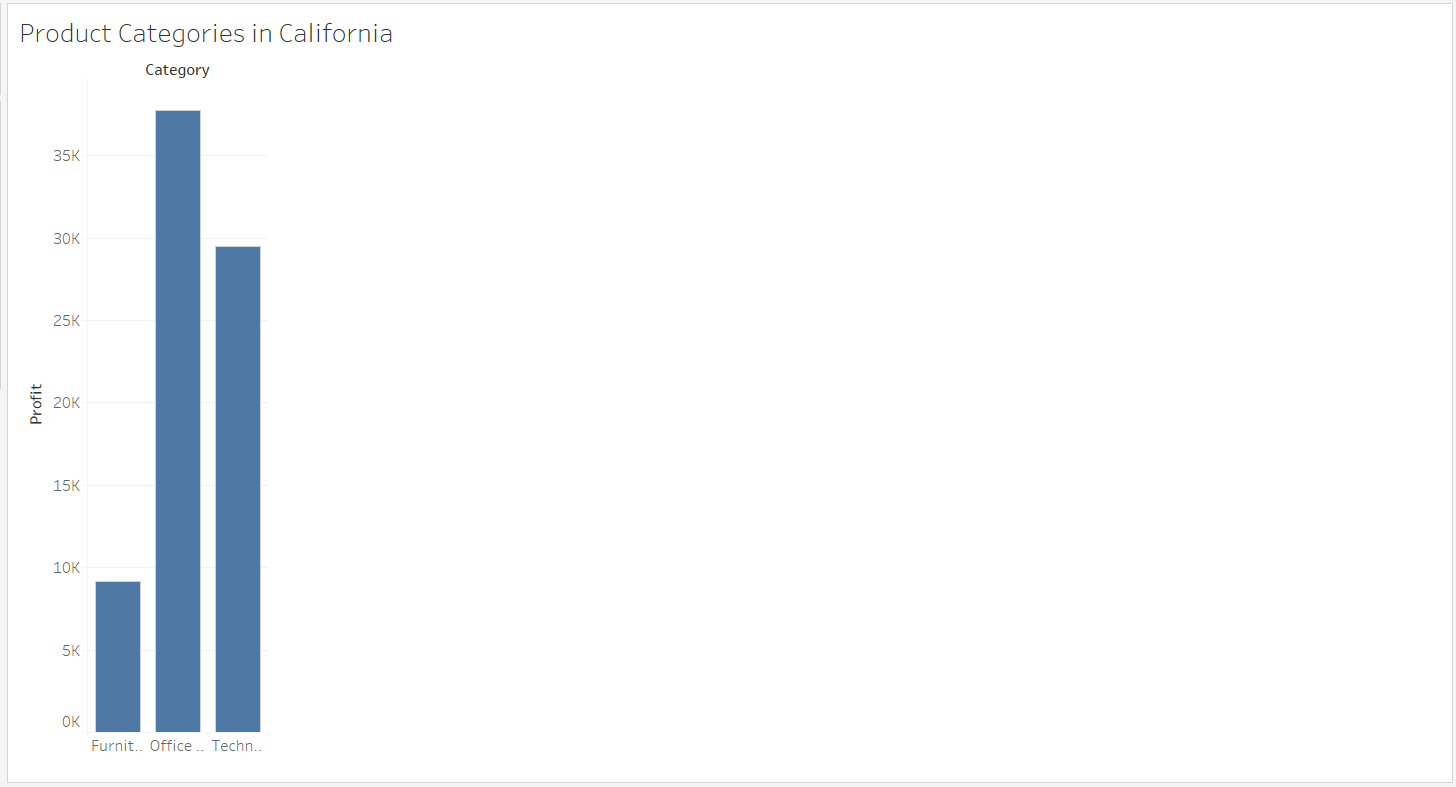 Product Categories in California
Category
35K
30K
25K
20K
15K
10K
5K
0K
Profit
Furnit..
Office ..
Techn..